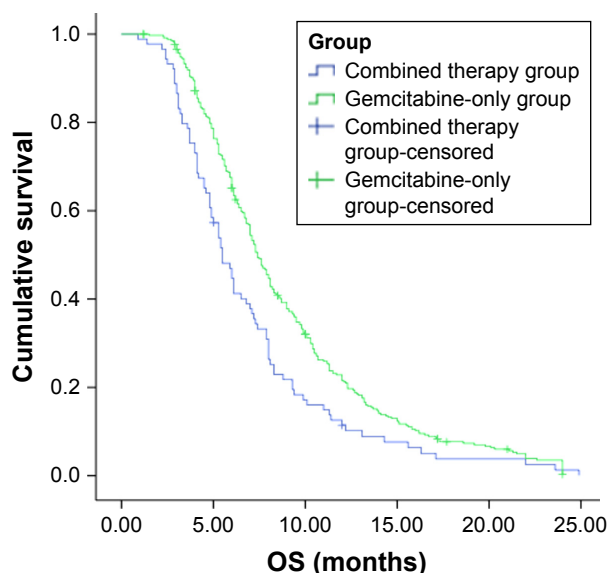 1.0
0.8
0.6
0.4
0.2
0.0
Cumulative survival
Group
Combined therapy group
Gemcitabine-only group
Combined therapy
group-censored
Gemcitabine-only
group-censored
0.00 5.00 10.00 15.00 20.00 25.00
OS (months)